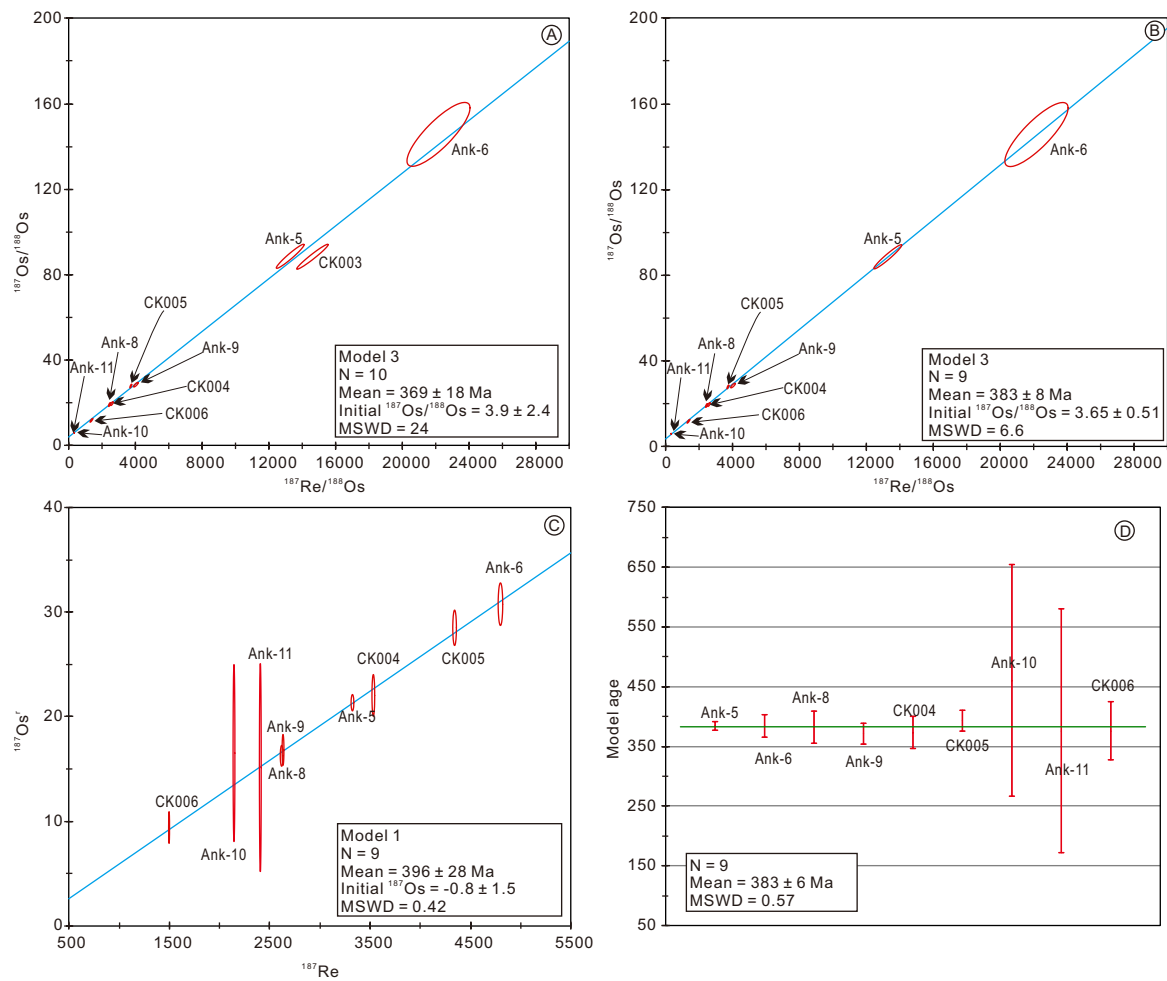 A
200
160
120
80
40
0
¹⁸⁷Os/¹⁸⁸Os
Ank-6
Ank-5
CK003
CK005
Ank-8
Ank-9
Ank-11
CK004
CK006
Ank-10
Model 3
N = 10
Mean = 369 ± 18 Ma
Initial ¹⁸⁷Os/¹⁸⁸Os = 3.9 ± 2.4
MSWD = 24
0 4000 8000 12000 16000 20000 24000 28000
¹⁸⁷Re/¹⁸⁸Os
B
200
160
120
80
40
0
¹⁸⁷Os/¹⁸⁸Os
Ank-6
Ank-5
CK005
Ank-8
Ank-9
Ank-11
CK004
CK006
Ank-10
Model 3
N = 9
Mean = 383 ± 8 Ma
Initial ¹⁸⁷Os/¹⁸⁸Os = 3.65 ± 0.51
MSWD = 6.6
0 4000 8000 12000 16000 20000 24000 28000
¹⁸⁷Re/¹⁸⁸Os
C
40
30
20
10
0
¹⁸⁷Osʳ
Ank-6
Ank-11
CK004
CK005
Ank-5
Ank-9
Ank-8
CK006
Ank-10
Model 1
N = 9
Mean = 396 ± 28 Ma
Initial ¹⁸⁷Os = -0.8 ± 1.5
MSWD = 0.42
500 1500 2500 3500 4500 5500
¹⁸⁷Re
D
750
650
550
450
350
250
150
50
Model age
Ank-10
CK006
Ank-8
Ank-5
CK004
CK005
Ank-6
Ank-9
Ank-11
N = 9
Mean = 383 ± 6 Ma
MSWD = 0.57